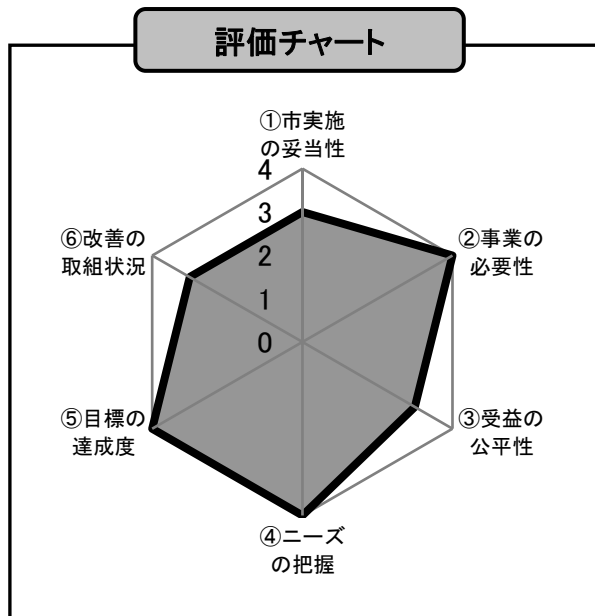 評価チャート
①市実施
の妥当性
4
3
2
1
0
②事業の
必要性
③受益の
公平性
④ニーズ
の把握
⑤目標の
達成度
⑥改善の
取組状況